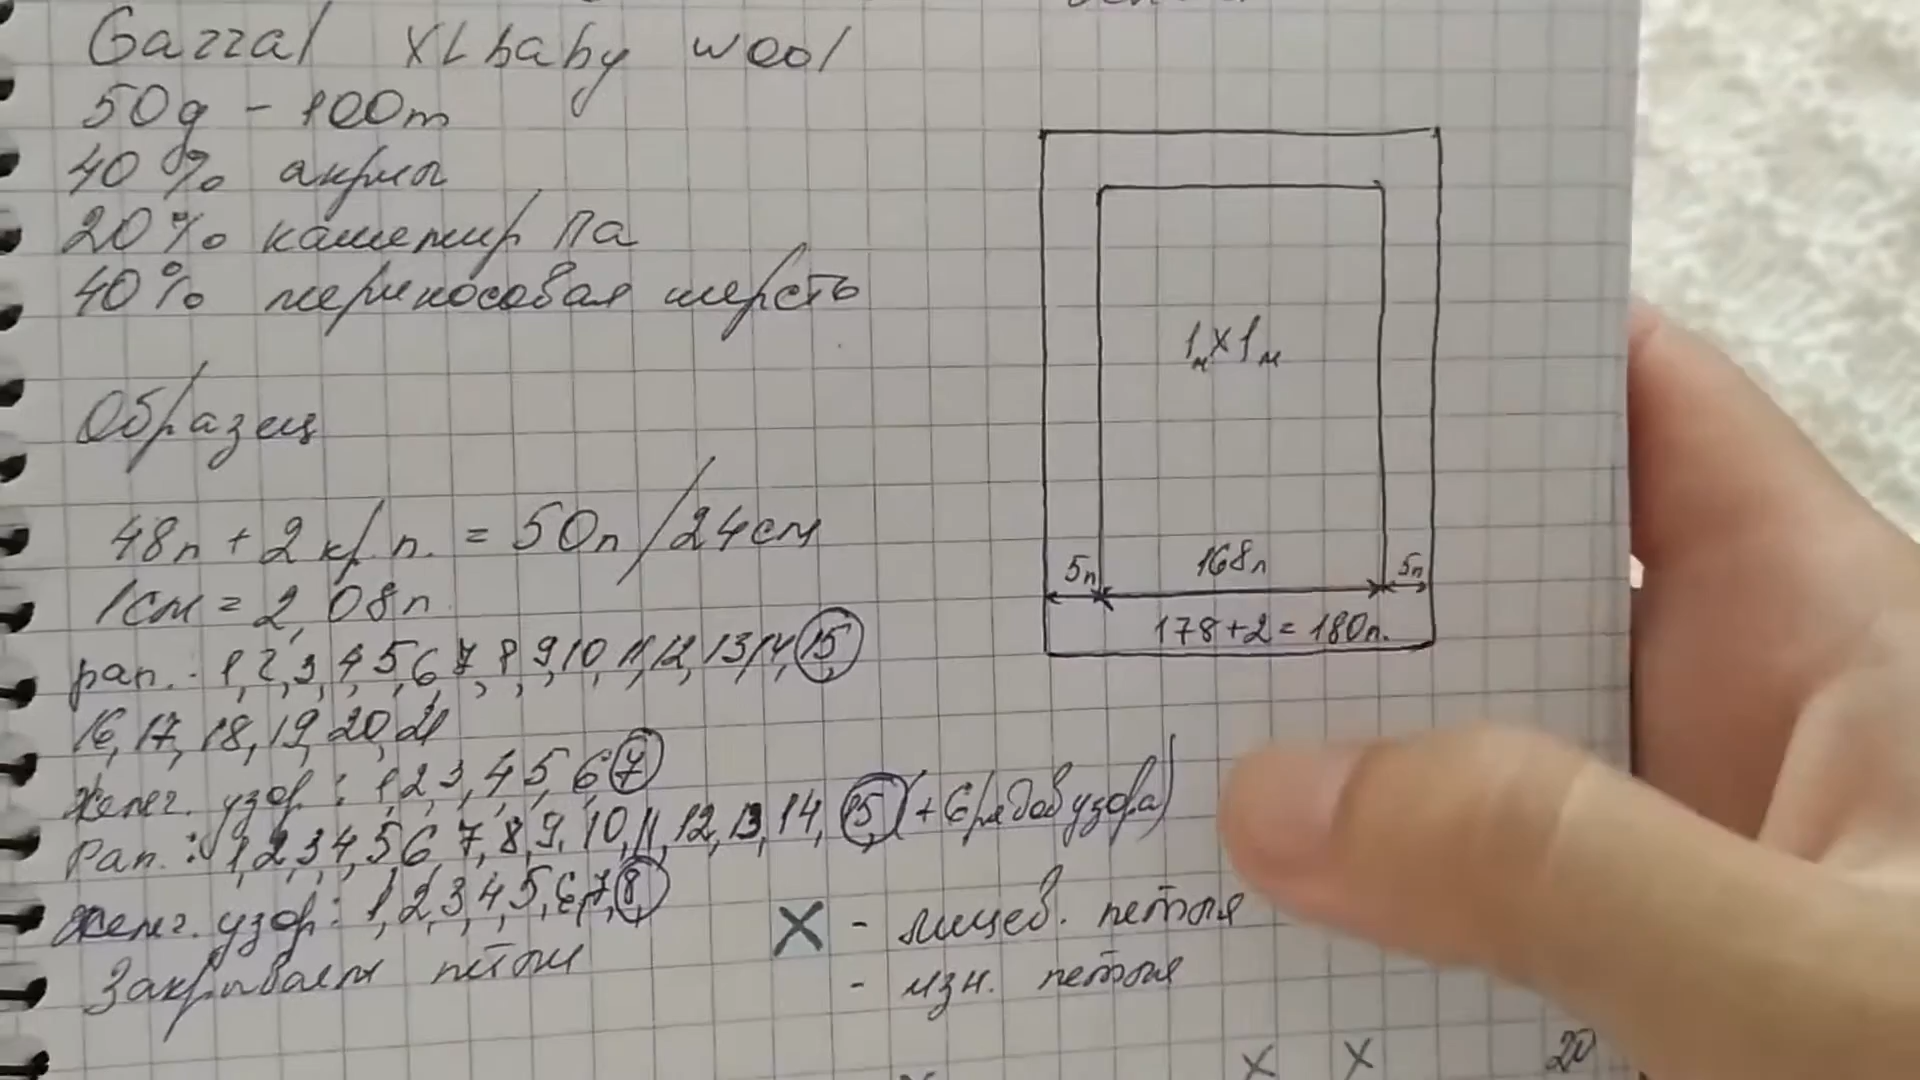 Gazzal XL baby wool
50g - 100m
40% акрил
20% кашемир Па
40% мериносовая шерсть
Образец
48п + 2 кр. п. = 50п / 24 см
1см = 2,08п
рап.: 1, 2, 3, 4, 5, 6, 7, 8, 9, 10, 11, 12, 13, 14, 15
16, 17, 18, 19, 20, 21
жемч. узор: 1, 2, 3, 4, 5, 6, 7
Рап.: 1, 2, 3, 4, 5, 6, 7, 8, 9, 10, 11, 12, 13, 14, 15 (+ 6 рядов узора)
жемч. узор: 1, 2, 3, 4, 5, 6, 7, 8
Закрываем петли
1м X 1м
5п 168п 5п
178 + 2 = 180п.
X - лицев. петля
- изн. петля
X X 20